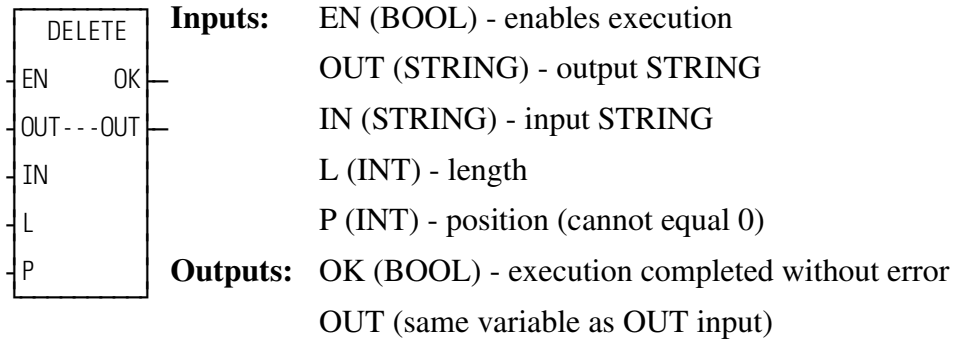 DELETE
EN OK
OUT---OUT
IN
L
P
Inputs: EN (BOOL) - enables execution
OUT (STRING) - output STRING
IN (STRING) - input STRING
L (INT) - length
P (INT) - position (cannot equal 0)
Outputs: OK (BOOL) - execution completed without error
OUT (same variable as OUT input)